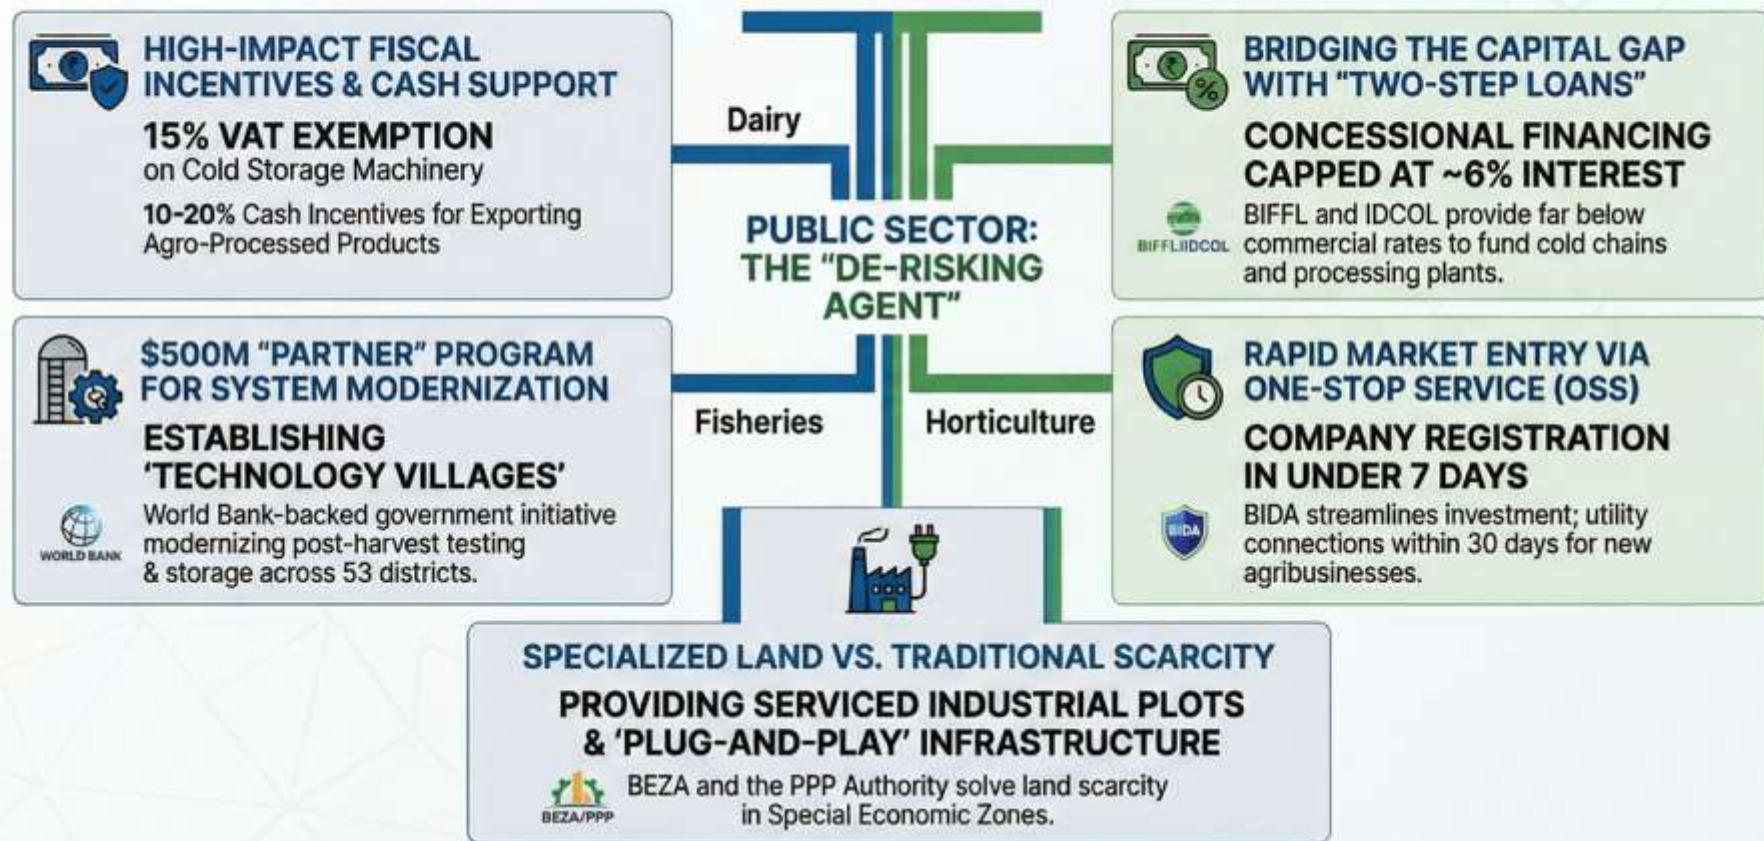 HIGH-IMPACT FISCAL
INCENTIVES & CASH SUPPORT
15% VAT EXEMPTION
on Cold Storage Machinery
10-20% Cash Incentives for Exporting
Agro-Processed Products
$500M “PARTNER” PROGRAM
FOR SYSTEM MODERNIZATION
ESTABLISHING
‘TECHNOLOGY VILLAGES’
World Bank-backed government initiative
modernizing post-harvest testing
& storage across 53 districts.
WORLD BANK
Dairy
PUBLIC SECTOR:
THE “DE-RISKING
AGENT”
Fisheries
Horticulture
BRIDGING THE CAPITAL GAP
WITH “TWO-STEP LOANS”
CONCESSIONAL FINANCING
CAPPED AT ~6% INTEREST
BIFFL and IDCOL provide far below
commercial rates to fund cold chains
and processing plants.
BIFFLIIDCOL
RAPID MARKET ENTRY VIA
ONE-STOP SERVICE (OSS)
COMPANY REGISTRATION
IN UNDER 7 DAYS
BIDA streamlines investment; utility
connections within 30 days for new
agribusinesses.
BIDA
SPECIALIZED LAND VS. TRADITIONAL SCARCITY
PROVIDING SERVICED INDUSTRIAL PLOTS
& ‘PLUG-AND-PLAY’ INFRASTRUCTURE
BEZA and the PPP Authority solve land scarcity
in Special Economic Zones.
BEZA/PPP